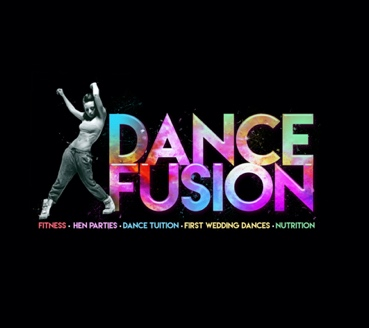 DANCE
FUSION
FITNESS • HEN PARTIES • DANCE TUITION • FIRST WEDDING DANCES • NUTRITION